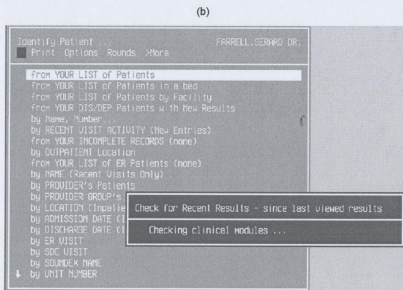 (b)
Identify Patient ... FARRELL,SERARD DR.
Print Options Rounds >More
from YOUR LIST of Patients
from YOUR LIST of Patients in a bed
from YOUR LIST of Patients by Facility
from YOUR DIS/DEP Patients with New Results
by Name, Number...
by RECENT VISIT ACTIVITY (New Entries)
from YOUR INCOMPLETE RECORDS (none)
by OUTPATIENT Location
from YOUR LIST of ER Patients (none)
by NAME (Recent Visits Only)
by PROVIDER's Patients
by PROVIDER GROUP's
by LOCATION (Inpatie
by ADMISSION DATE (I
by DISCHARGE DATE (I
by ER VISIT
by SDC VISIT
by SOUNDEX NAME
by UNIT NUMBER
Check for Recent Results - since last viewed results
Checking clinical modules ...